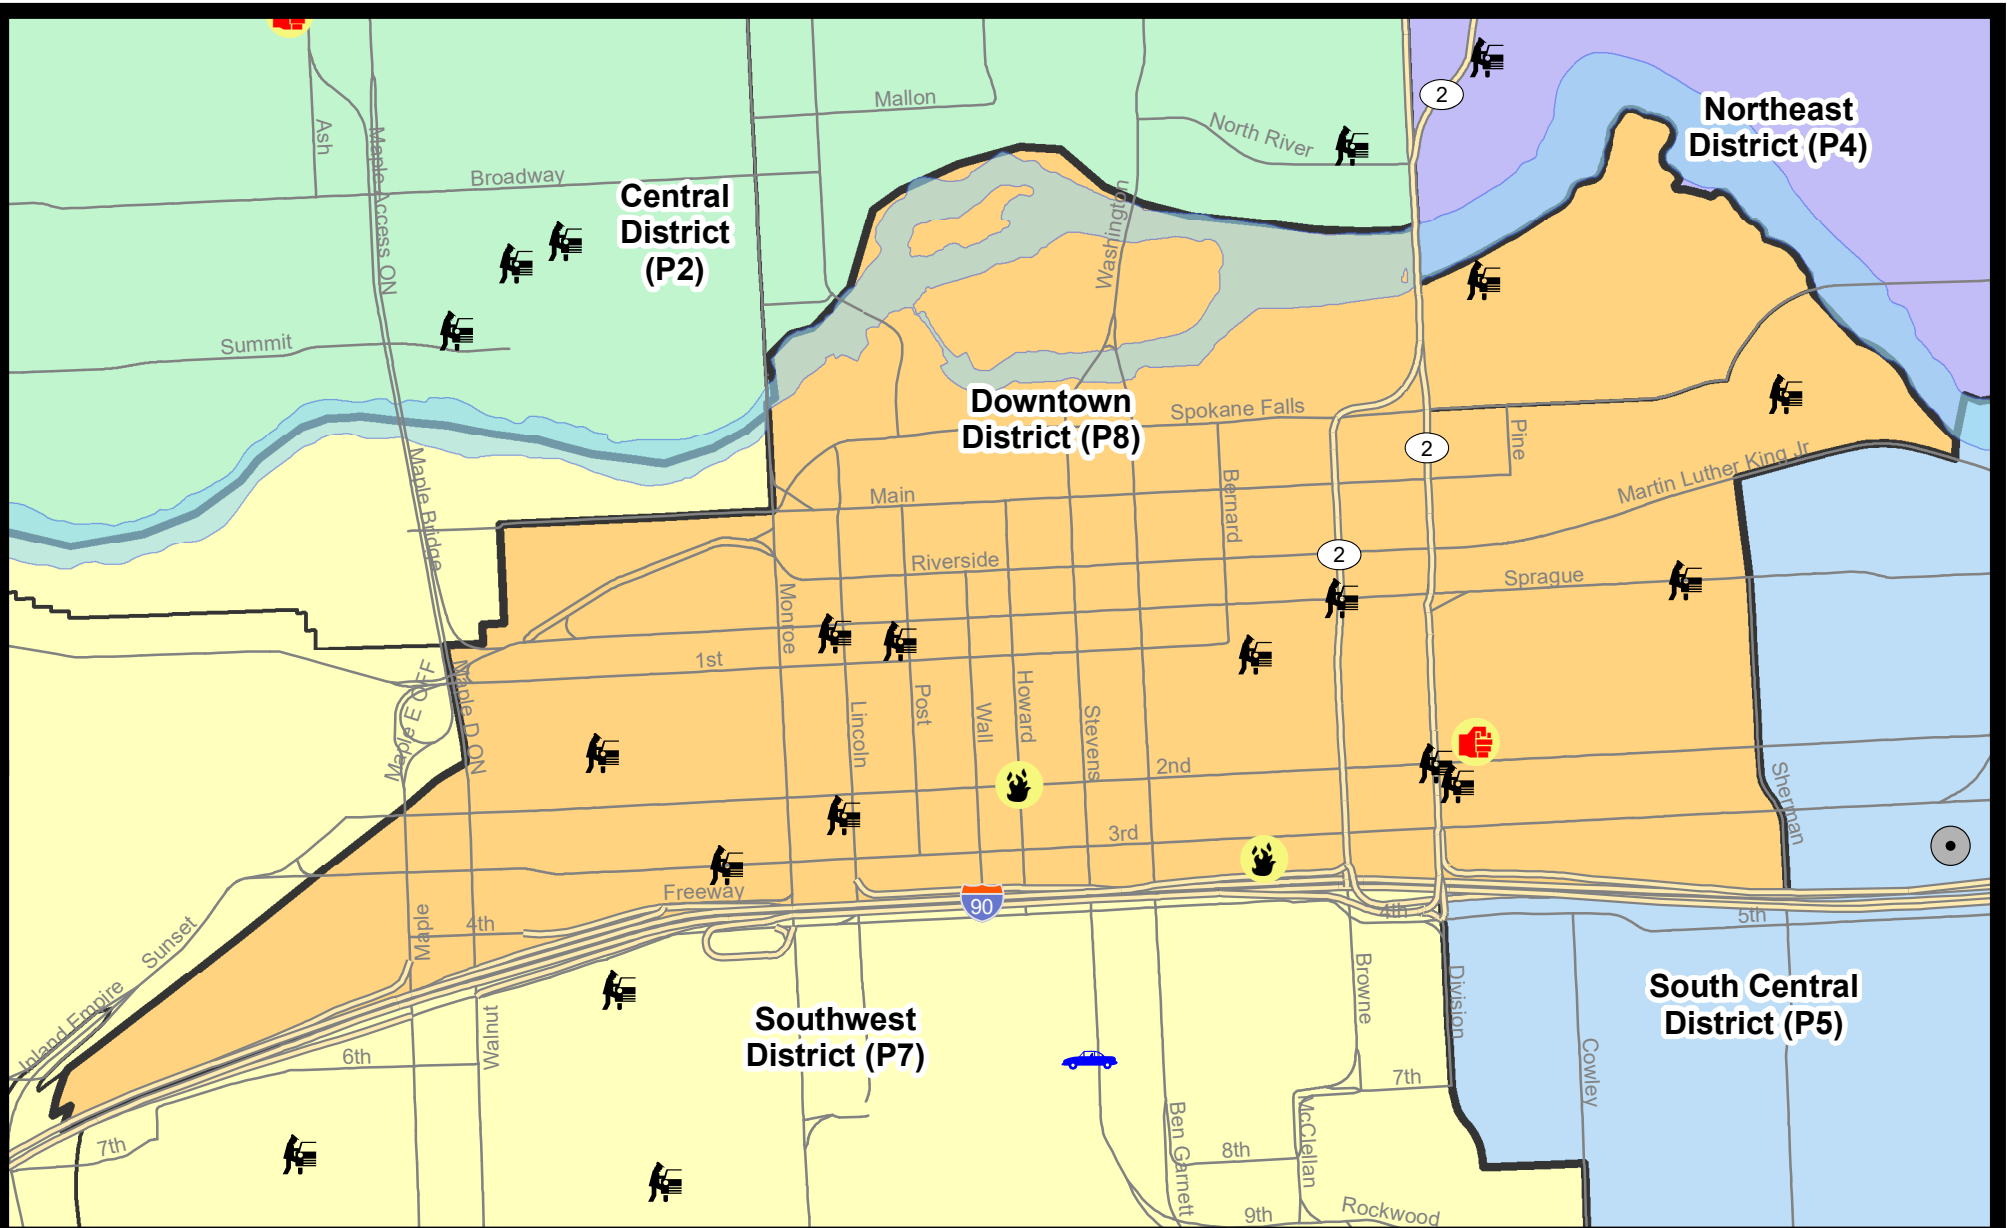 2
Northeast
District (P4)
Mallon
North River
Ash
Maple Access ON
Broadway
Central
District
(P2)
Washington
Summit
Downtown
District (P8)
Spokane Falls
Pine
2
Maple Bridge
Main
Bernard
Martin Luther King Jr
Riverside
2
Sprague
Monroe
1st
Maple E OFF
Maple D ON
Lincoln
Post
Wall
Howard
Stevens
2nd
Sherman
3rd
Freeway
90
4th
Maple
4th
5th
Sunset
Inland Empire
Walnut
6th
Southwest
District (P7)
Browne
Division
South Central
District (P5)
7th
Cowley
7th
Ben Garnett
McClellan
8th
9th
Rockwood